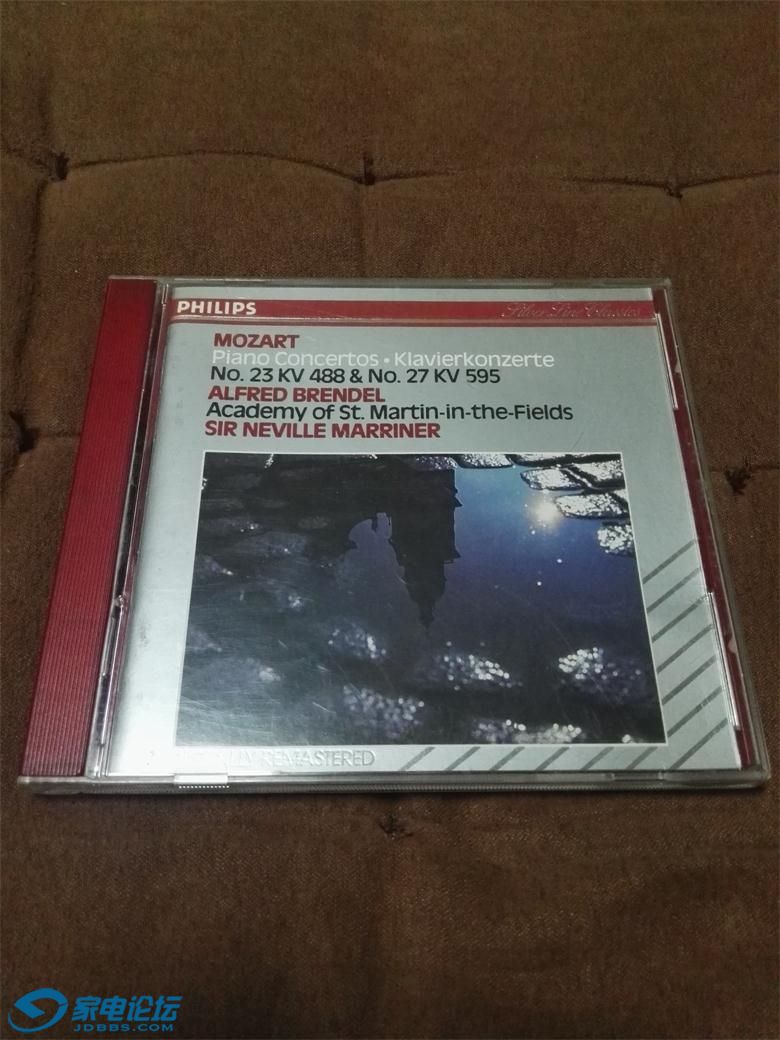 PHILIPS
Silver Line Classics
MOZART
Piano Concertos • Klavierkonzerte
No. 23 KV 488 & No. 27 KV 595
ALFRED BRENDEL
Academy of St. Martin-in-the-Fields
SIR NEVILLE MARRINER
REMASTERED
家电论坛
JDBBS.COM